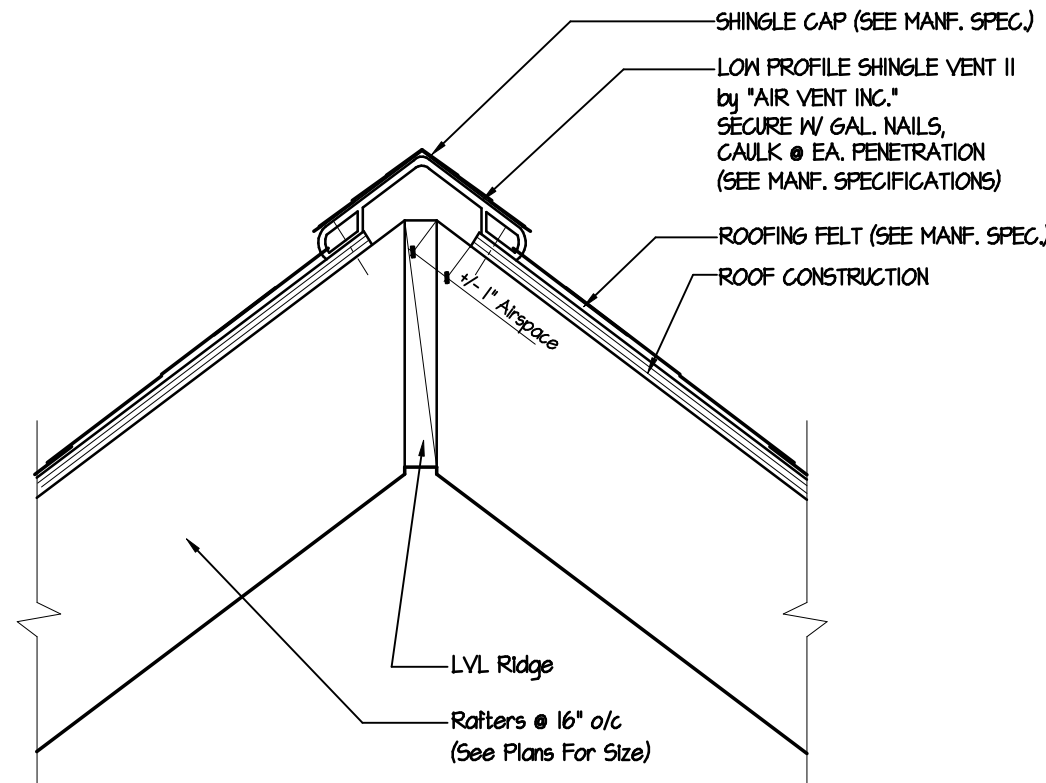 SHINGLE CAP (SEE MANF. SPEC.)
LOW PROFILE SHINGLE VENT II
by "AIR VENT INC."
SECURE W/ GAL. NAILS,
CAULK @ EA. PENETRATION
(SEE MANF. SPECIFICATIONS)
ROOFING FELT (SEE MANF. SPEC.)
ROOF CONSTRUCTION
+/- 1" Airspace
LVL Ridge
Rafters @ 16" o/c
(See Plans For Size)